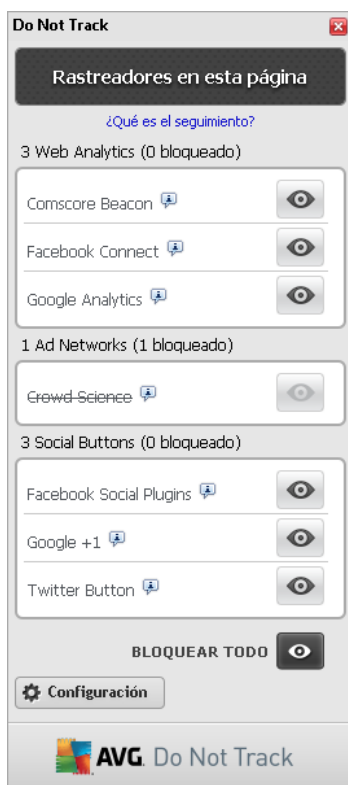 Do Not Track
Rastreadores en esta página
¿Qué es el seguimiento?
3 Web Analytics (0 bloqueado)
Comscore Beacon
Facebook Connect
Google Analytics
1 Ad Networks (1 bloqueado)
Crowd Science
3 Social Buttons (0 bloqueado)
Facebook Social Plugins
Google +1
Twitter Button
BLOQUEAR TODO
Configuración
AVG. Do Not Track